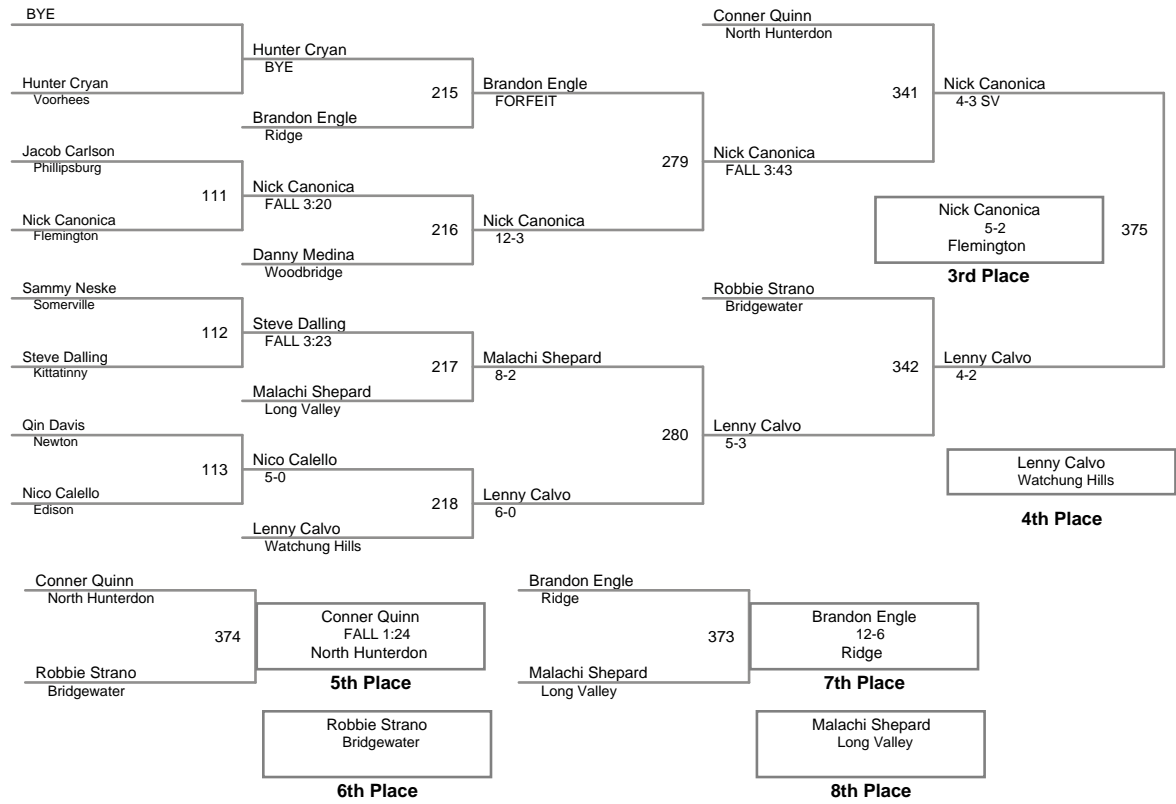 BYE
Hunter Cryan
Voorhees
Jacob Carlson
Phillipsburg
111
Nick Canonica
Flemington
Sammy Neske
Somerville
112
Steve Dalling
Kittatinny
Qin Davis
Newton
113
Nico Calello
Edison
Hunter Cryan
BYE
215
Brandon Engle
Ridge
Nick Canonica
FALL 3:20
216
Danny Medina
Woodbridge
Steve Dalling
FALL 3:23
217
Malachi Shepard
Long Valley
Nico Calello
5-0
218
Lenny Calvo
Watchung Hills
Brandon Engle
FORFEIT
279
Nick Canonica
12-3
Malachi Shepard
8-2
280
Lenny Calvo
6-0
Conner Quinn
North Hunterdon
341
Nick Canonica
FALL 3:43
Robbie Strano
Bridgewater
342
Lenny Calvo
5-3
Nick Canonica
4-3 SV
375
Lenny Calvo
4-2
Nick Canonica
5-2
Flemington
3rd Place
Lenny Calvo
Watchung Hills
4th Place
Conner Quinn
North Hunterdon
374
Robbie Strano
Bridgewater
Conner Quinn
FALL 1:24
North Hunterdon
5th Place
Robbie Strano
Bridgewater
6th Place
Brandon Engle
Ridge
373
Malachi Shepard
Long Valley
Brandon Engle
12-6
Ridge
7th Place
Malachi Shepard
Long Valley
8th Place